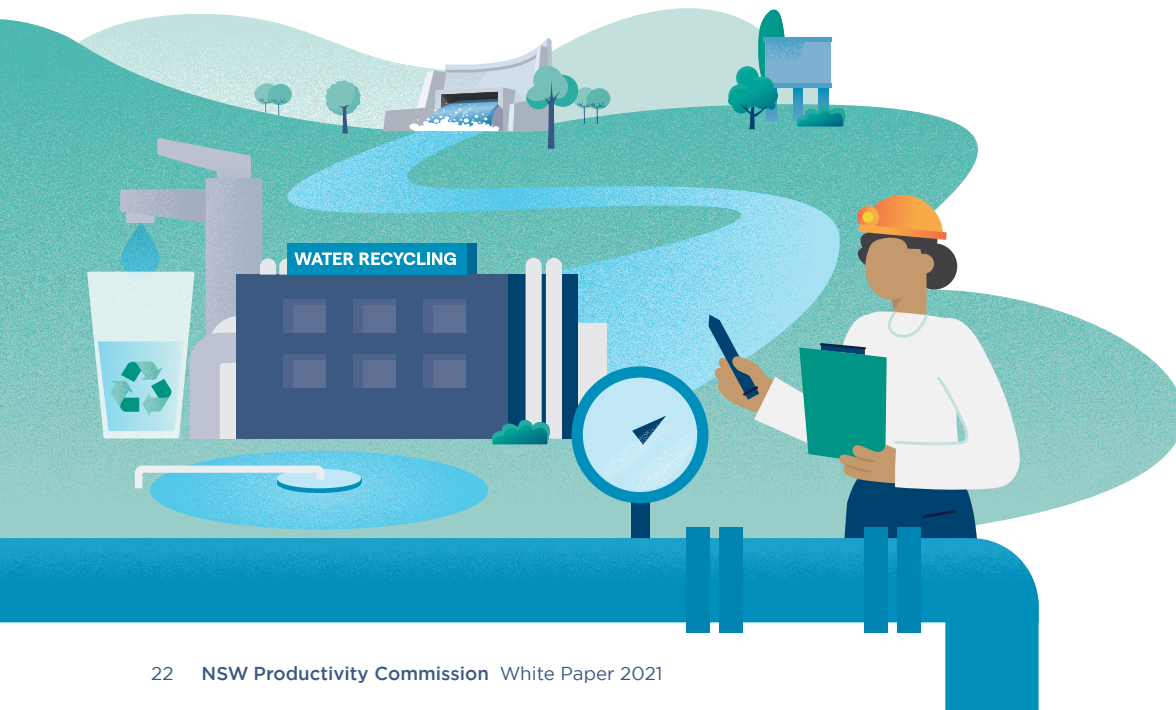 WATER RECYCLING
22 NSW Productivity Commission White Paper 2021